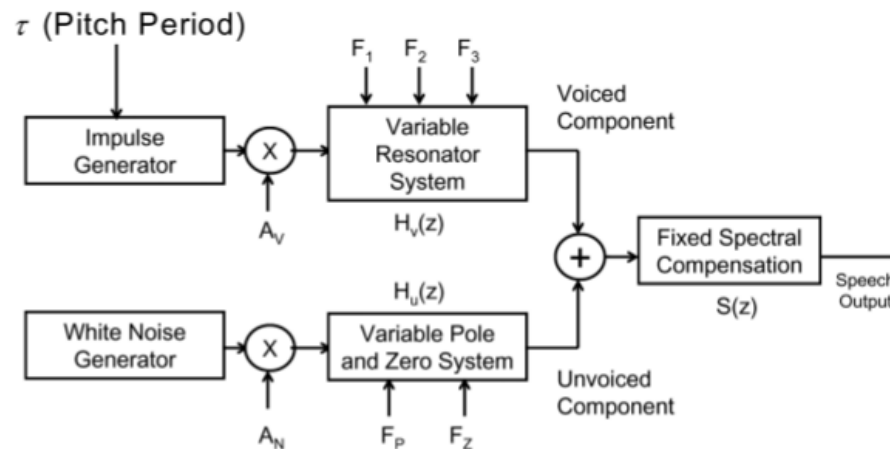 τ (Pitch Period)
F1 F2 F3
Impulse
Generator
X
Variable
Resonator
System
Voiced
Component
AV
Hv(z)
+
Fixed Spectral
Compensation
Speech
Output
S(z)
Hu(z)
White Noise
Generator
X
Variable Pole
and Zero System
Unvoiced
Component
AN
FP FZ